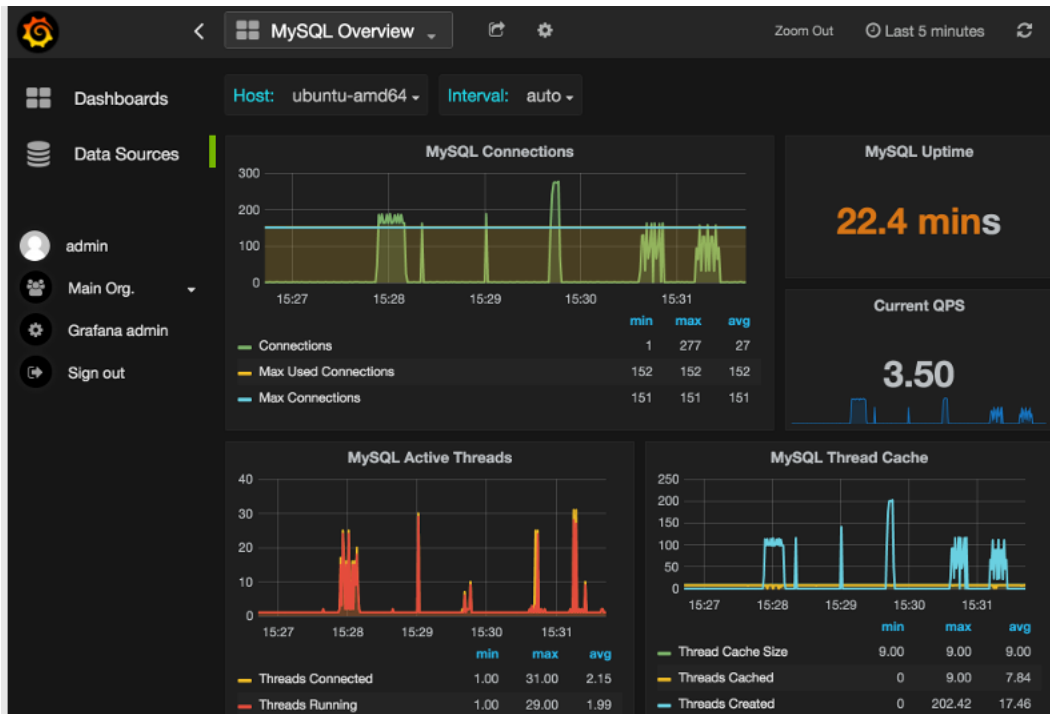 MySQL Overview
Zoom Out
Last 5 minutes
Dashboards
Data Sources
admin
Main Org.
Grafana admin
Sign out
Host: ubuntu-amd64 Interval: auto
MySQL Connections
300
200
100
0
15:27 15:28 15:29 15:30 15:31
min max avg
Connections 1 277 27
Max Used Connections 152 152 152
Max Connections 151 151 151
MySQL Uptime
22.4 mins
Current QPS
3.50
MySQL Active Threads
40
30
20
10
0
15:27 15:28 15:29 15:30 15:31
min max avg
Threads Connected 1.00 31.00 2.15
Threads Running 1.00 29.00 1.99
MySQL Thread Cache
250
200
150
100
50
0
15:27 15:28 15:29 15:30 15:31
min max avg
Thread Cache Size 9.00 9.00 9.00
Threads Cached 0 9.00 7.84
Threads Created 0 202.42 17.46